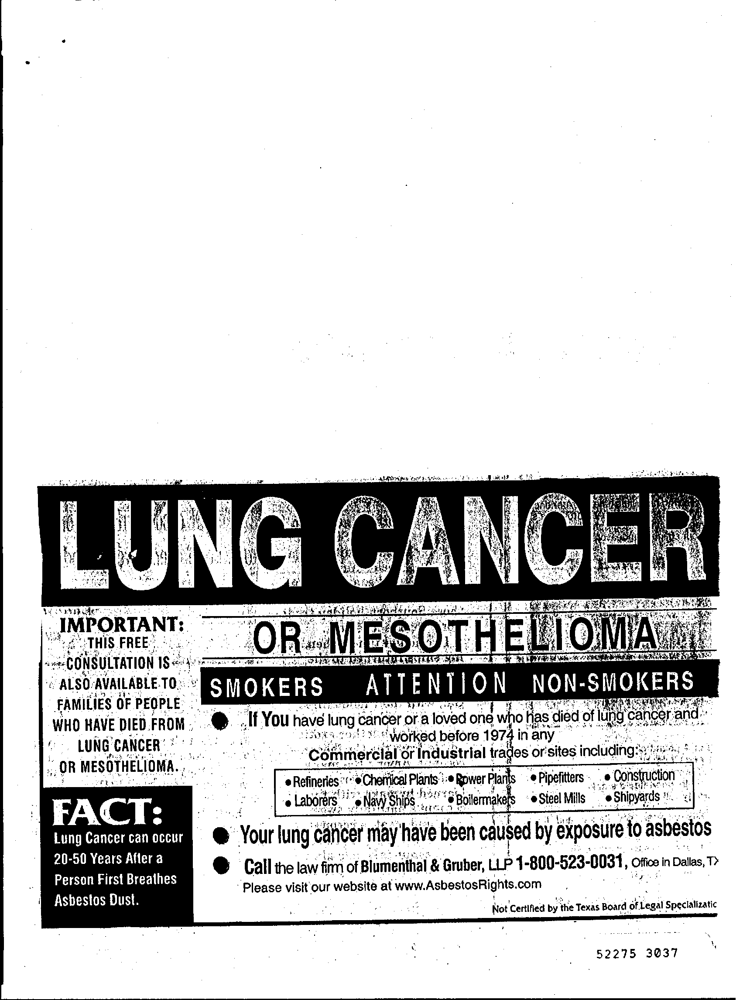 LUNG CANCER
OR MESOTHELIOMA
SMOKERS ATTENTION NON-SMOKERS
IMPORTANT:
THIS FREE
CONSULTATION IS
ALSO AVAILABLE TO
FAMILIES OF PEOPLE
WHO HAVE DIED FROM
LUNG CANCER
OR MESOTHELIOMA.
FACT:
Lung Cancer can occur
20-50 Years After a
Person First Breathes
Asbestos Dust.
● If You have lung cancer or a loved one who has died of lung cancer and
worked before 1974 in any
Commercial or Industrial trades or sites including:
• Refineries • Chemical Plants • Power Plants • Pipefitters • Construction
• Laborers • Navy Ships • Boilermakers • Steel Mills • Shipyards
● Your lung cancer may have been caused by exposure to asbestos
● Call the law firm of Blumenthal & Gruber, LLP 1-800-523-0031, Office in Dallas, TX
Please visit our website at www.AsbestosRights.com
Not Certified by the Texas Board of Legal Specializatic
52275 3037